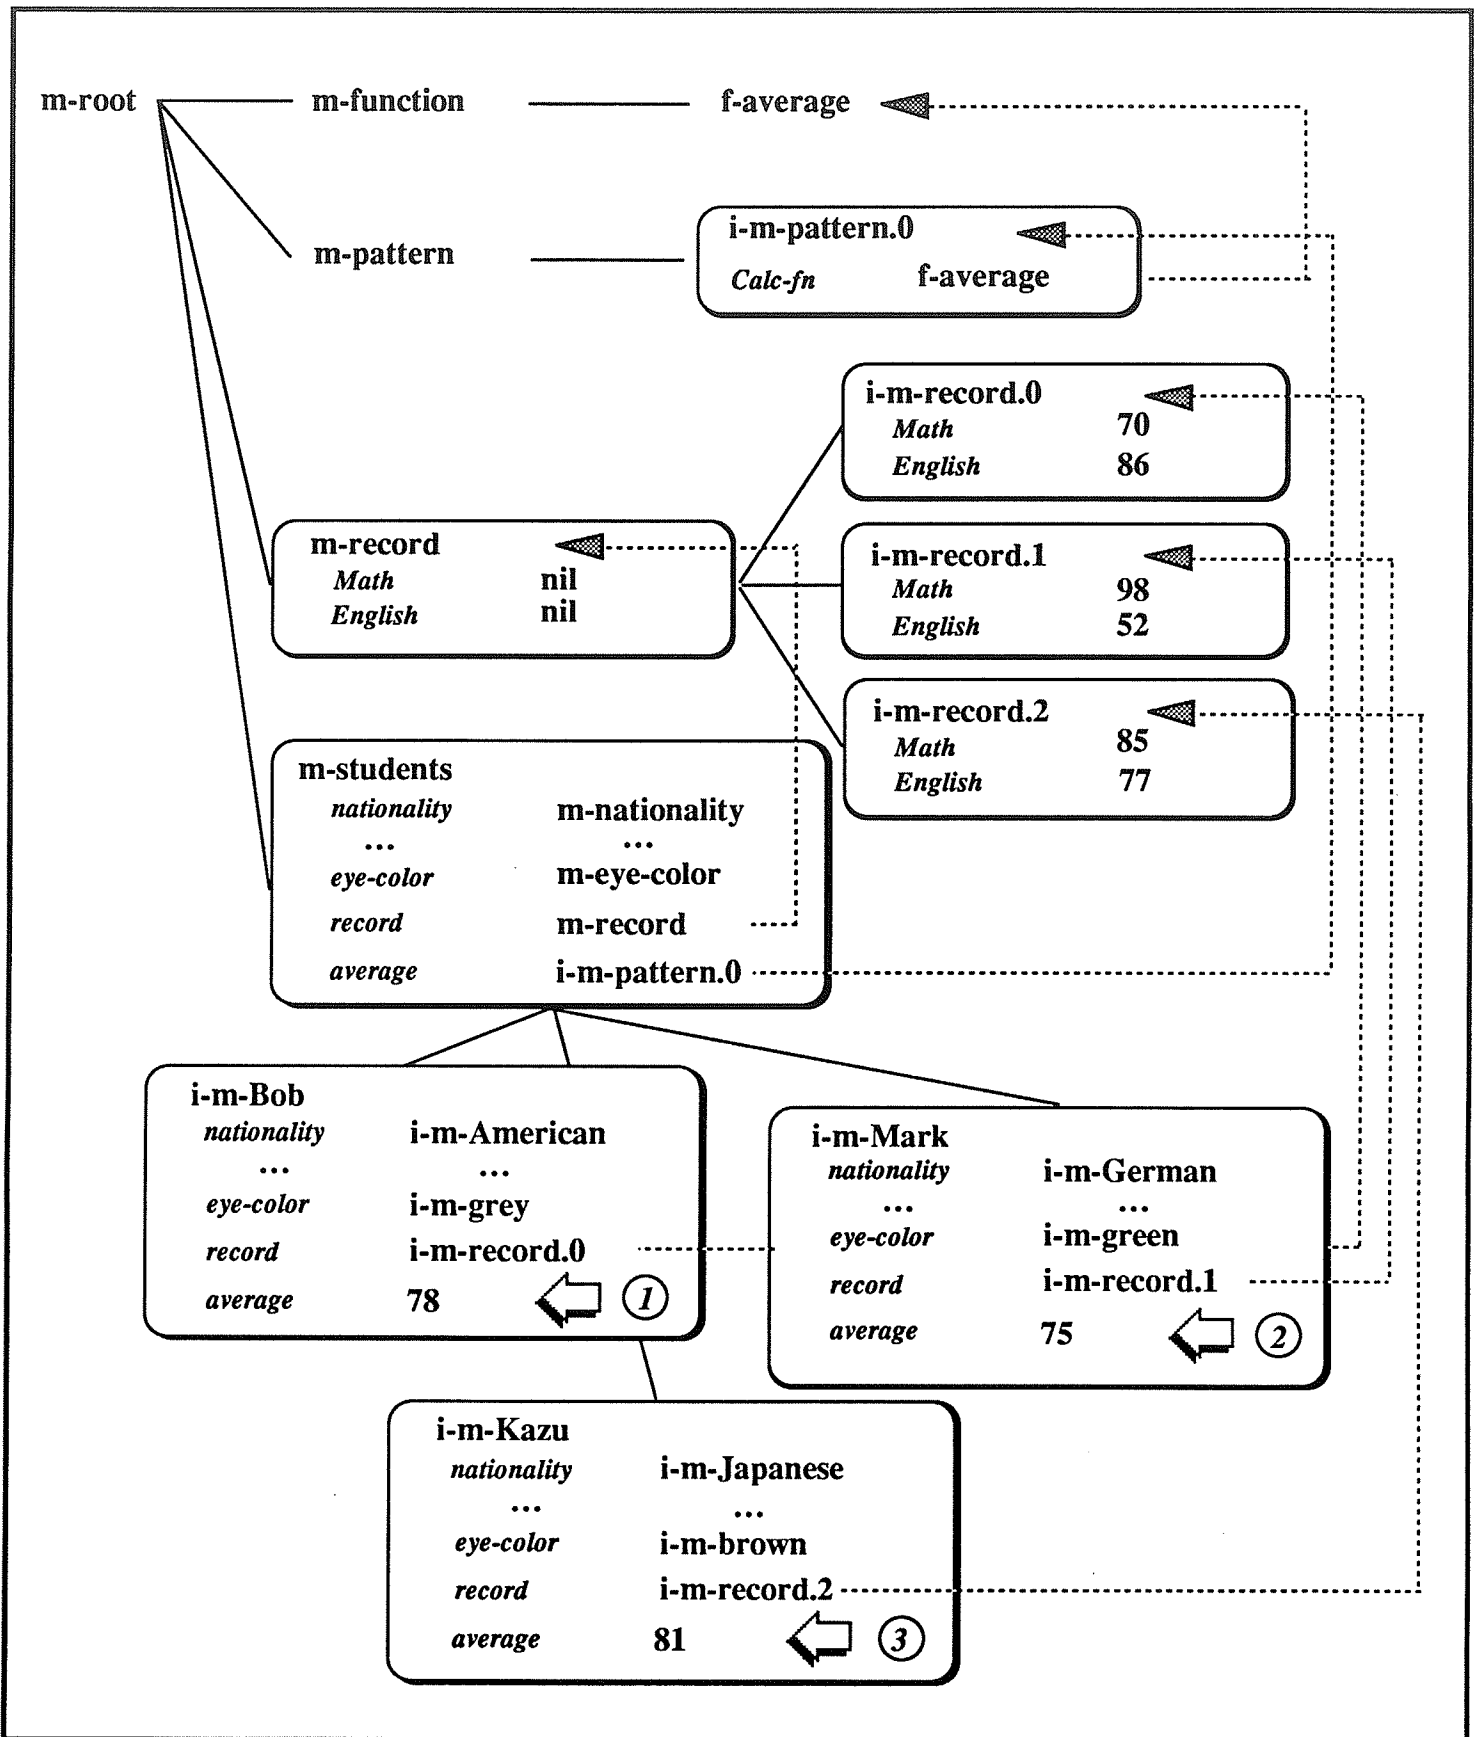 m-root m-function f-average
m-pattern
i-m-pattern.0
Calc-fn f-average
i-m-record.0
Math 70
English 86
m-record
Math nil
English nil
i-m-record.1
Math 98
English 52
i-m-record.2
Math 85
English 77
m-students
nationality m-nationality
... ...
eye-color m-eye-color
record m-record
average i-m-pattern.0
i-m-Bob
nationality i-m-American
... ...
eye-color i-m-grey
record i-m-record.0
average 78 1
i-m-Mark
nationality i-m-German
... ...
eye-color i-m-green
record i-m-record.1
average 75 2
i-m-Kazu
nationality i-m-Japanese
... ...
eye-color i-m-brown
record i-m-record.2
average 81 3